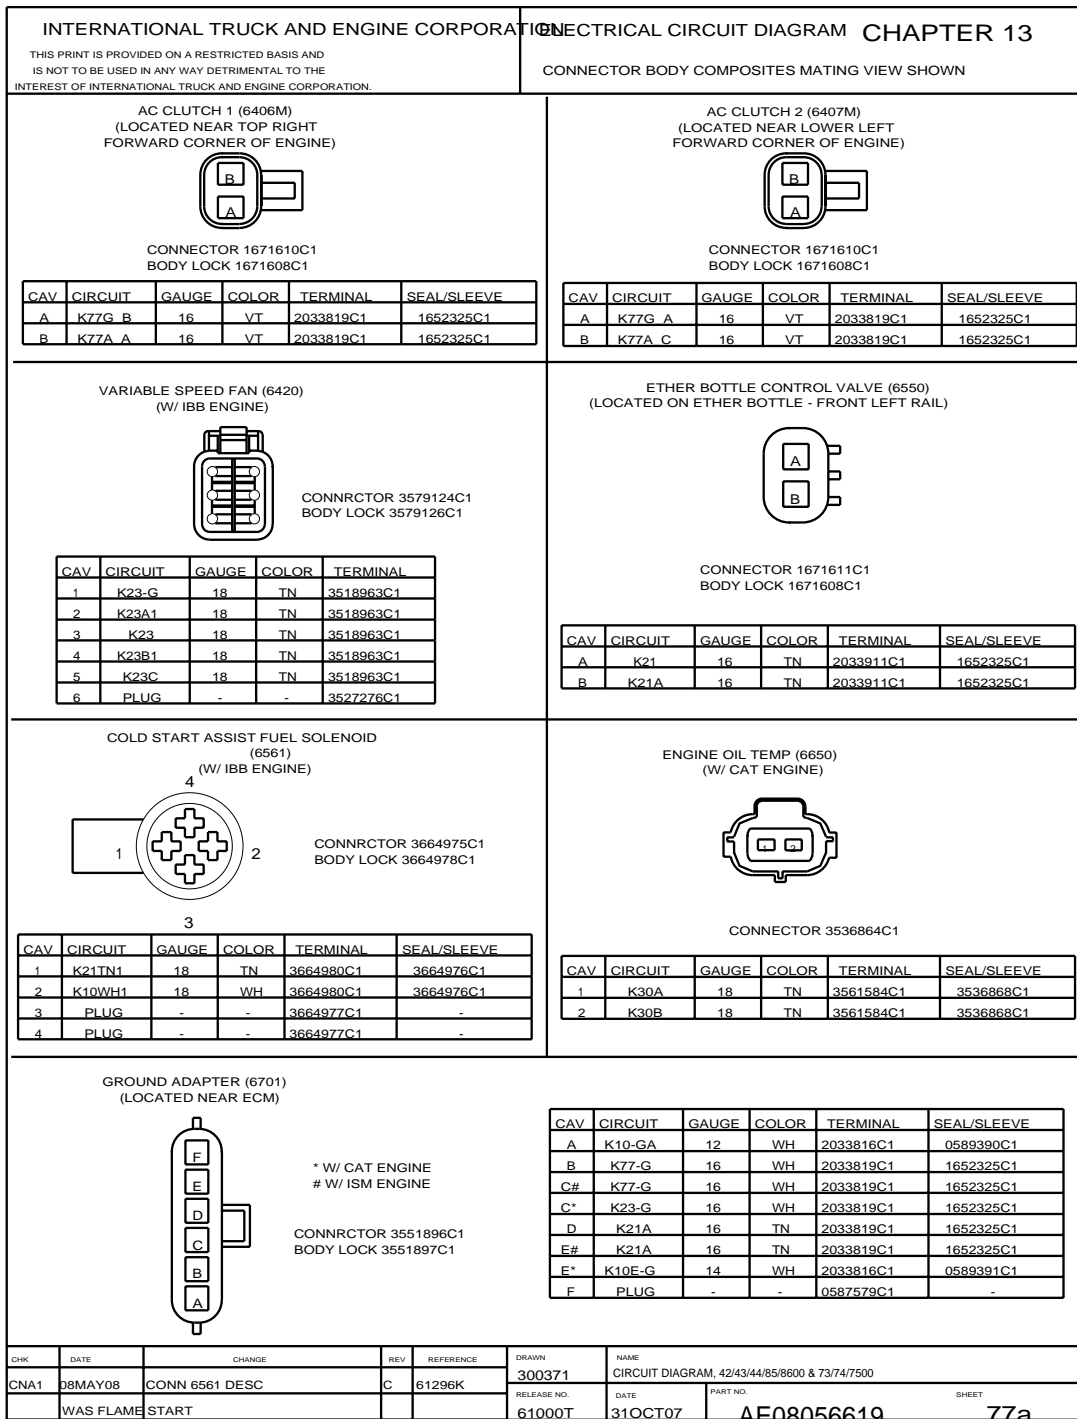 INTERNATIONAL TRUCK AND ENGINE CORPORATION
THIS PRINT IS PROVIDED ON A RESTRICTED BASIS AND
IS NOT TO BE USED IN ANY WAY DETRIMENTAL TO THE
INTEREST OF INTERNATIONAL TRUCK AND ENGINE CORPORATION.
ELECTRICAL CIRCUIT DIAGRAM CHAPTER 13
CONNECTOR BODY COMPOSITES MATING VIEW SHOWN
AC CLUTCH 1 (6406M)
(LOCATED NEAR TOP RIGHT
FORWARD CORNER OF ENGINE)
B
A
CONNECTOR 1671610C1
BODY LOCK 1671608C1
CAV CIRCUIT GAUGE COLOR TERMINAL SEAL/SLEEVE
A K77G B 16 VT 2033819C1 1652325C1
B K77A A 16 VT 2033819C1 1652325C1
AC CLUTCH 2 (6407M)
(LOCATED NEAR LOWER LEFT
FORWARD CORNER OF ENGINE)
B
A
CONNECTOR 1671610C1
BODY LOCK 1671608C1
CAV CIRCUIT GAUGE COLOR TERMINAL SEAL/SLEEVE
A K77G A 16 VT 2033819C1 1652325C1
B K77A C 16 VT 2033819C1 1652325C1
VARIABLE SPEED FAN (6420)
(W/ IBB ENGINE)
CONNRCTOR 3579124C1
BODY LOCK 3579126C1
CAV CIRCUIT GAUGE COLOR TERMINAL
1 K23-G 18 TN 3518963C1
2 K23A1 18 TN 3518963C1
3 K23 18 TN 3518963C1
4 K23B1 18 TN 3518963C1
5 K23C 18 TN 3518963C1
6 PLUG - - 3527276C1
ETHER BOTTLE CONTROL VALVE (6550)
(LOCATED ON ETHER BOTTLE - FRONT LEFT RAIL)
A
B
CONNECTOR 1671611C1
BODY LOCK 1671608C1
CAV CIRCUIT GAUGE COLOR TERMINAL SEAL/SLEEVE
A K21 16 TN 2033911C1 1652325C1
B K21A 16 TN 2033911C1 1652325C1
COLD START ASSIST FUEL SOLENOID
(6561)
(W/ IBB ENGINE)
4
1
2
3
CONNRCTOR 3664975C1
BODY LOCK 3664978C1
CAV CIRCUIT GAUGE COLOR TERMINAL SEAL/SLEEVE
1 K21TN1 18 TN 3664980C1 3664976C1
2 K10WH1 18 WH 3664980C1 3664976C1
3 PLUG - - 3664977C1 -
4 PLUG - - 3664977C1 -
ENGINE OIL TEMP (6650)
(W/ CAT ENGINE)
1 2
CONNECTOR 3536864C1
CAV CIRCUIT GAUGE COLOR TERMINAL SEAL/SLEEVE
1 K30A 18 TN 3561584C1 3536868C1
2 K30B 18 TN 3561584C1 3536868C1
GROUND ADAPTER (6701)
(LOCATED NEAR ECM)
F
E
D
C
B
A
* W/ CAT ENGINE
# W/ ISM ENGINE
CONNRCTOR 3551896C1
BODY LOCK 3551897C1
CAV CIRCUIT GAUGE COLOR TERMINAL SEAL/SLEEVE
A K10-GA 12 WH 2033816C1 0589390C1
B K77-G 16 WH 2033819C1 1652325C1
C# K77-G 16 WH 2033819C1 1652325C1
C* K23-G 16 WH 2033819C1 1652325C1
D K21A 16 TN 2033819C1 1652325C1
E# K21A 16 TN 2033819C1 1652325C1
E* K10E-G 14 WH 2033816C1 0589391C1
F PLUG - - 0587579C1 -
CHK DATE CHANGE REV REFERENCE
CNA1 08MAY08 CONN 6561 DESC C 61296K
WAS FLAME START
DRAWN
300371
NAME
CIRCUIT DIAGRAM, 42/43/44/85/8600 & 73/74/7500
RELEASE NO.
61000T
DATE
31OCT07
PART NO.
AE08056619
SHEET
77a